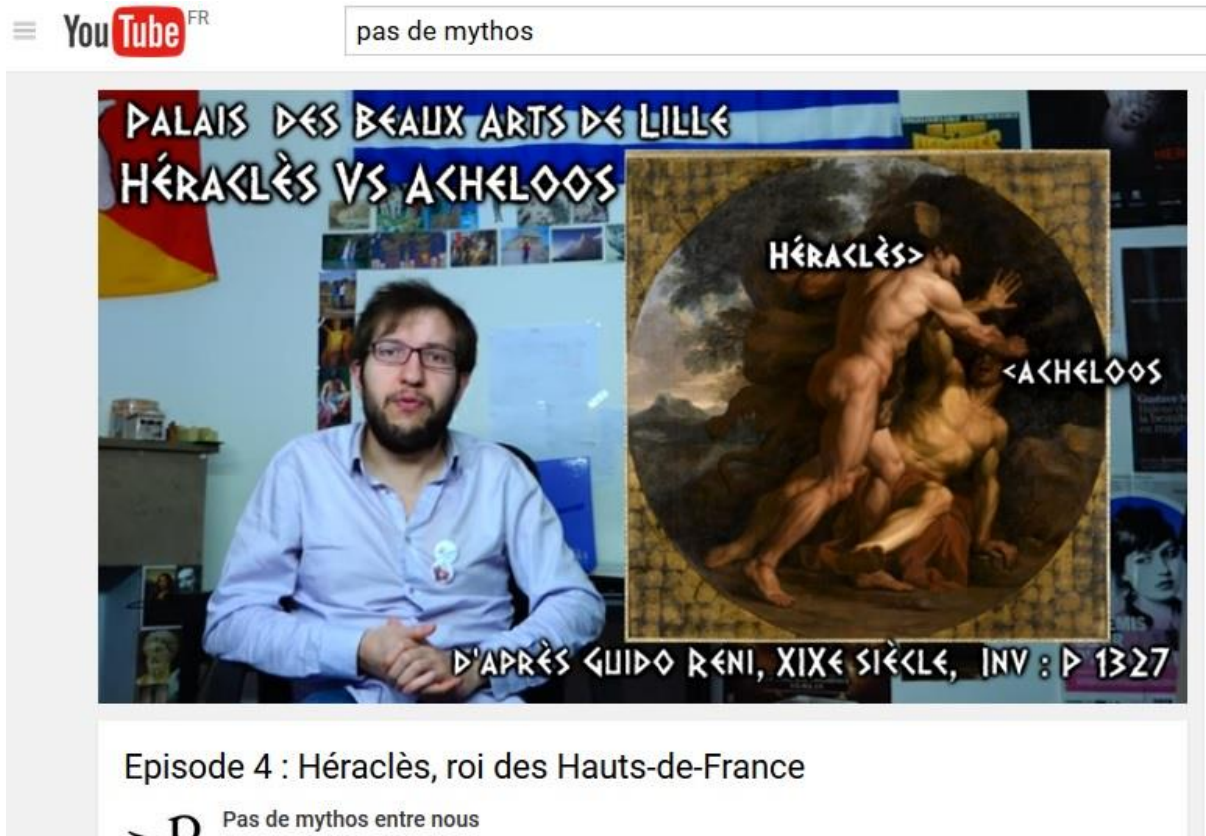 YouTube FR
pas de mythos
PALAIS DES BEAUX ARTS DE LILLE
HÉRACLÈS VS ACHELOOS
HÉRACLÈS>
<ACHELOOS
D'APRÈS GUIDO RENI, XIXE SIÈCLE, INV : P 1327
Episode 4 : Héraclès, roi des Hauts-de-France
Pas de mythos entre nous